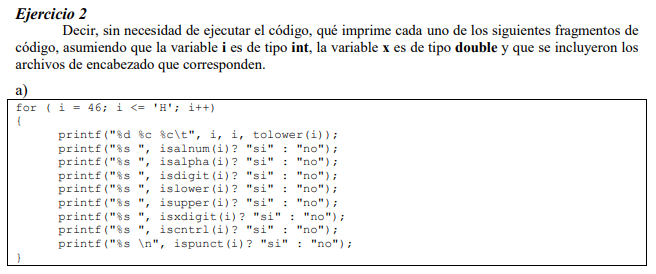 Ejercicio 2
Decir, sin necesidad de ejecutar el código, qué imprime cada uno de los siguientes fragmentos de
código, asumiendo que la variable i es de tipo int, la variable x es de tipo double y que se incluyeron los
archivos de encabezado que corresponden.
a)
for ( i = 46; i <= 'H'; i++)
{
printf("%d %c %c\t", i, i, tolower(i));
printf("%s ", isalnum(i)? "si" : "no");
printf("%s ", isalpha(i)? "si" : "no");
printf("%s ", isdigit(i)? "si" : "no");
printf("%s ", islower(i)? "si" : "no");
printf("%s ", isupper(i)? "si" : "no");
printf("%s ", isxdigit(i)? "si" : "no");
printf("%s ", iscntrl(i)? "si" : "no");
printf("%s \n", ispunct(i)? "si" : "no");
}